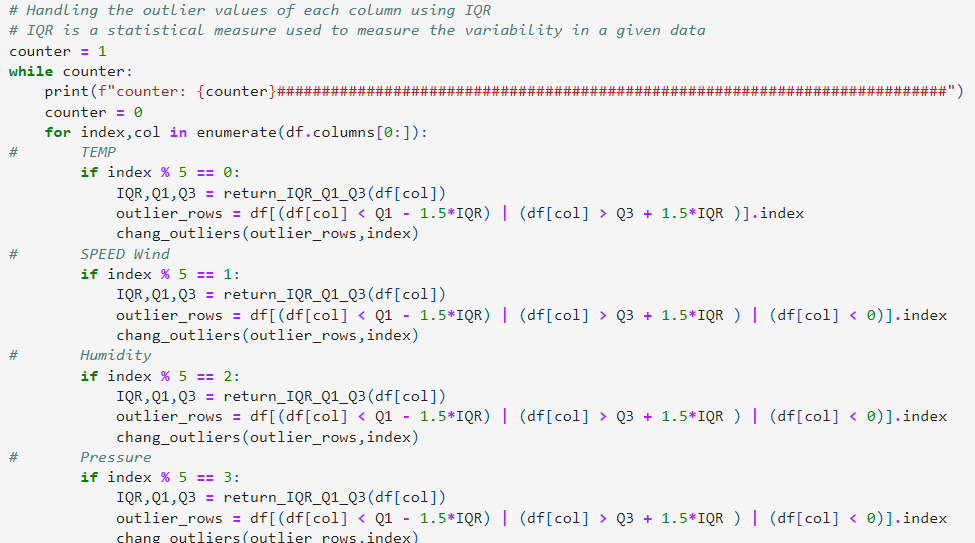 # Handling the outlier values of each column using IQR
# IQR is a statistical measure used to measure the variability in a given data
counter = 1
while counter:
    print(f"counter: {counter}###########################################################################")
    counter = 0
    for index,col in enumerate(df.columns[0:]):
#       TEMP
        if index % 5 == 0:
            IQR,Q1,Q3 = return_IQR_Q1_Q3(df[col])
            outlier_rows = df[(df[col] < Q1 - 1.5*IQR) | (df[col] > Q3 + 1.5*IQR )].index
            chang_outliers(outlier_rows,index)
#       SPEED Wind
        if index % 5 == 1:
            IQR,Q1,Q3 = return_IQR_Q1_Q3(df[col])
            outlier_rows = df[(df[col] < Q1 - 1.5*IQR) | (df[col] > Q3 + 1.5*IQR ) | (df[col] < 0)].index
            chang_outliers(outlier_rows,index)
#       Humidity
        if index % 5 == 2:
            IQR,Q1,Q3 = return_IQR_Q1_Q3(df[col])
            outlier_rows = df[(df[col] < Q1 - 1.5*IQR) | (df[col] > Q3 + 1.5*IQR ) | (df[col] < 0)].index
            chang_outliers(outlier_rows,index)
#       Pressure
        if index % 5 == 3:
            IQR,Q1,Q3 = return_IQR_Q1_Q3(df[col])
            outlier_rows = df[(df[col] < Q1 - 1.5*IQR) | (df[col] > Q3 + 1.5*IQR ) | (df[col] < 0)].index
            chang_outliers(outlier_rows,index)